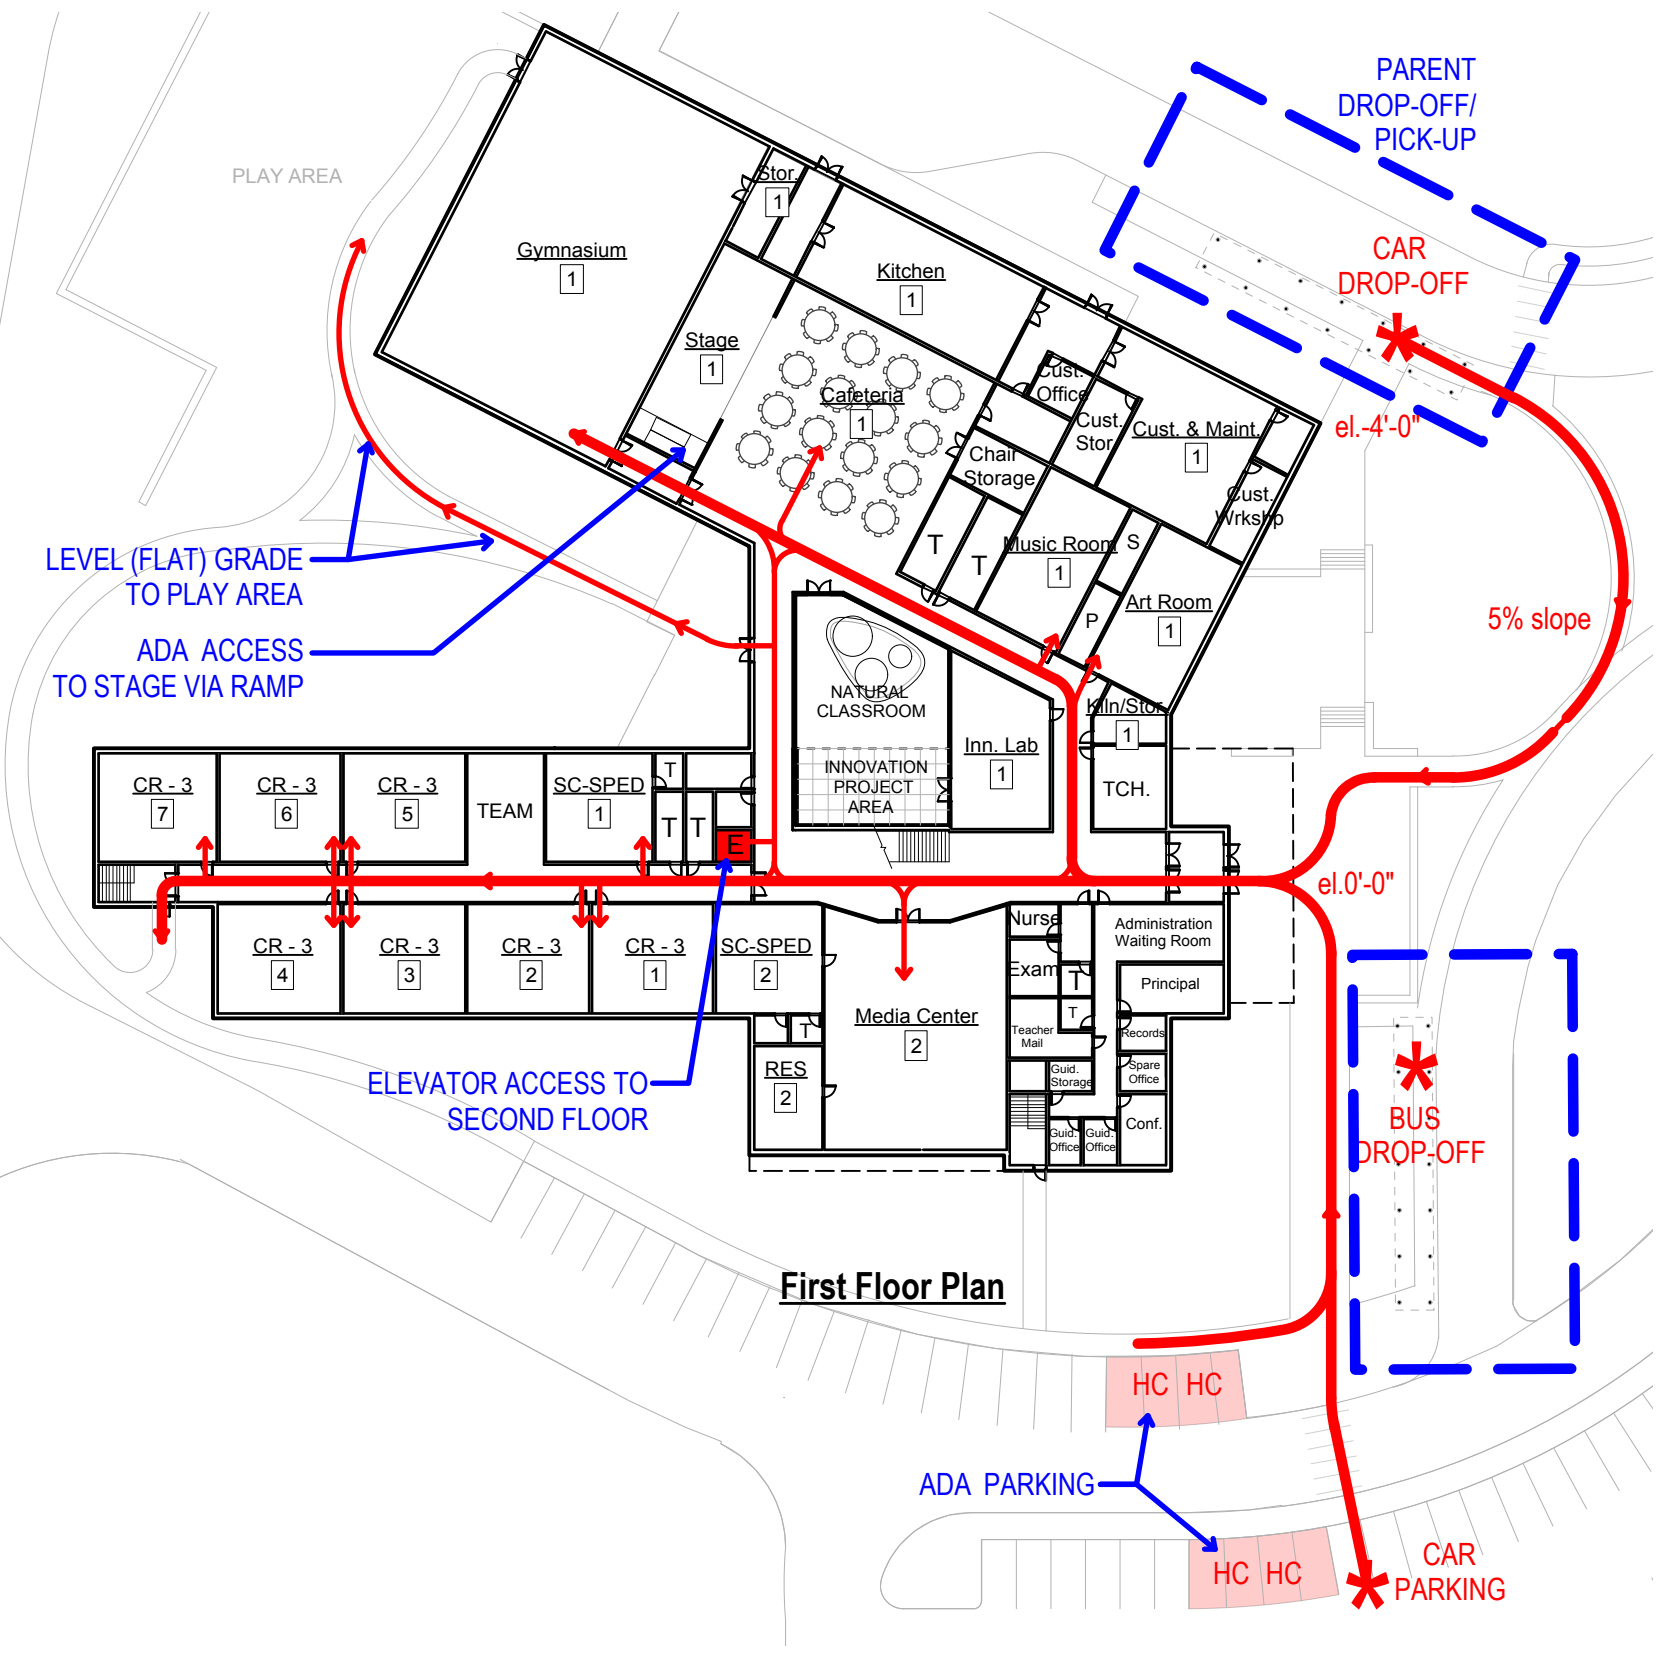 PARENT
DROP-OFF/
PICK-UP
PLAY AREA
Stor.
1
Gymnasium
1
Kitchen
1
CAR
DROP-OFF
Stage
1
Cust.
Office
Cafeteria
1
Cust.
Stor.
Cust. & Maint.
1
el.-4'-0"
Chair
Storage
Cust.
Wrkshp
LEVEL (FLAT) GRADE
TO PLAY AREA
T
T
Music Room
1
S
P
Art Room
1
5% slope
ADA ACCESS
TO STAGE VIA RAMP
NATURAL
CLASSROOM
Kiln/Stor.
1
Inn. Lab
1
INNOVATION
PROJECT
AREA
TCH.
CR - 3
7
CR - 3
6
CR - 3
5
TEAM
SC-SPED
1
T
T
T
E
el.0'-0"
CR - 3
4
CR - 3
3
CR - 3
2
CR - 3
1
SC-SPED
2
Nurse
Administration
Waiting Room
Exam
T
Principal
Media Center
2
T
T
Teacher
Mail
Records
RES
2
Guid.
Storage
Spare
Office
ELEVATOR ACCESS TO
SECOND FLOOR
Guid.
Office
Guid.
Office
Conf.
BUS
DROP-OFF
First Floor Plan
HC HC
ADA PARKING
HC HC
CAR
PARKING